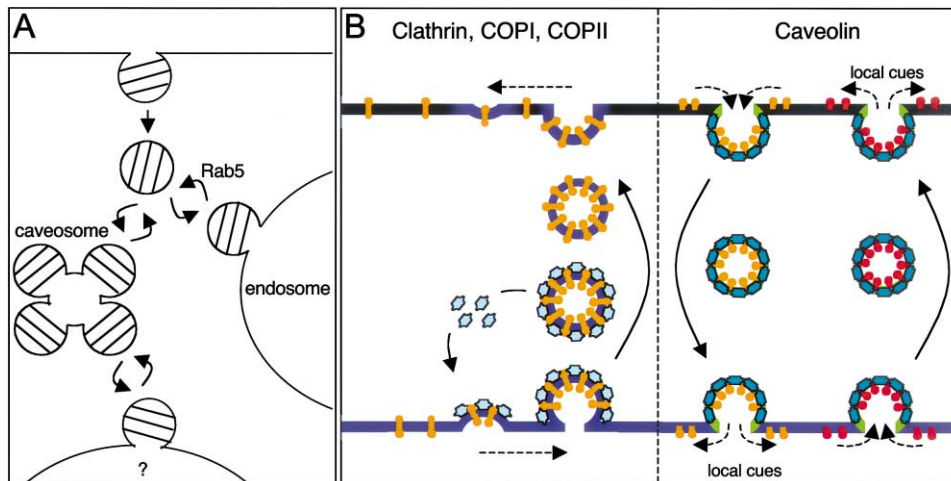 A
Rab5
caveosome
endosome
?
B
Clathrin, COPI, COPII
Caveolin
local cues
local cues